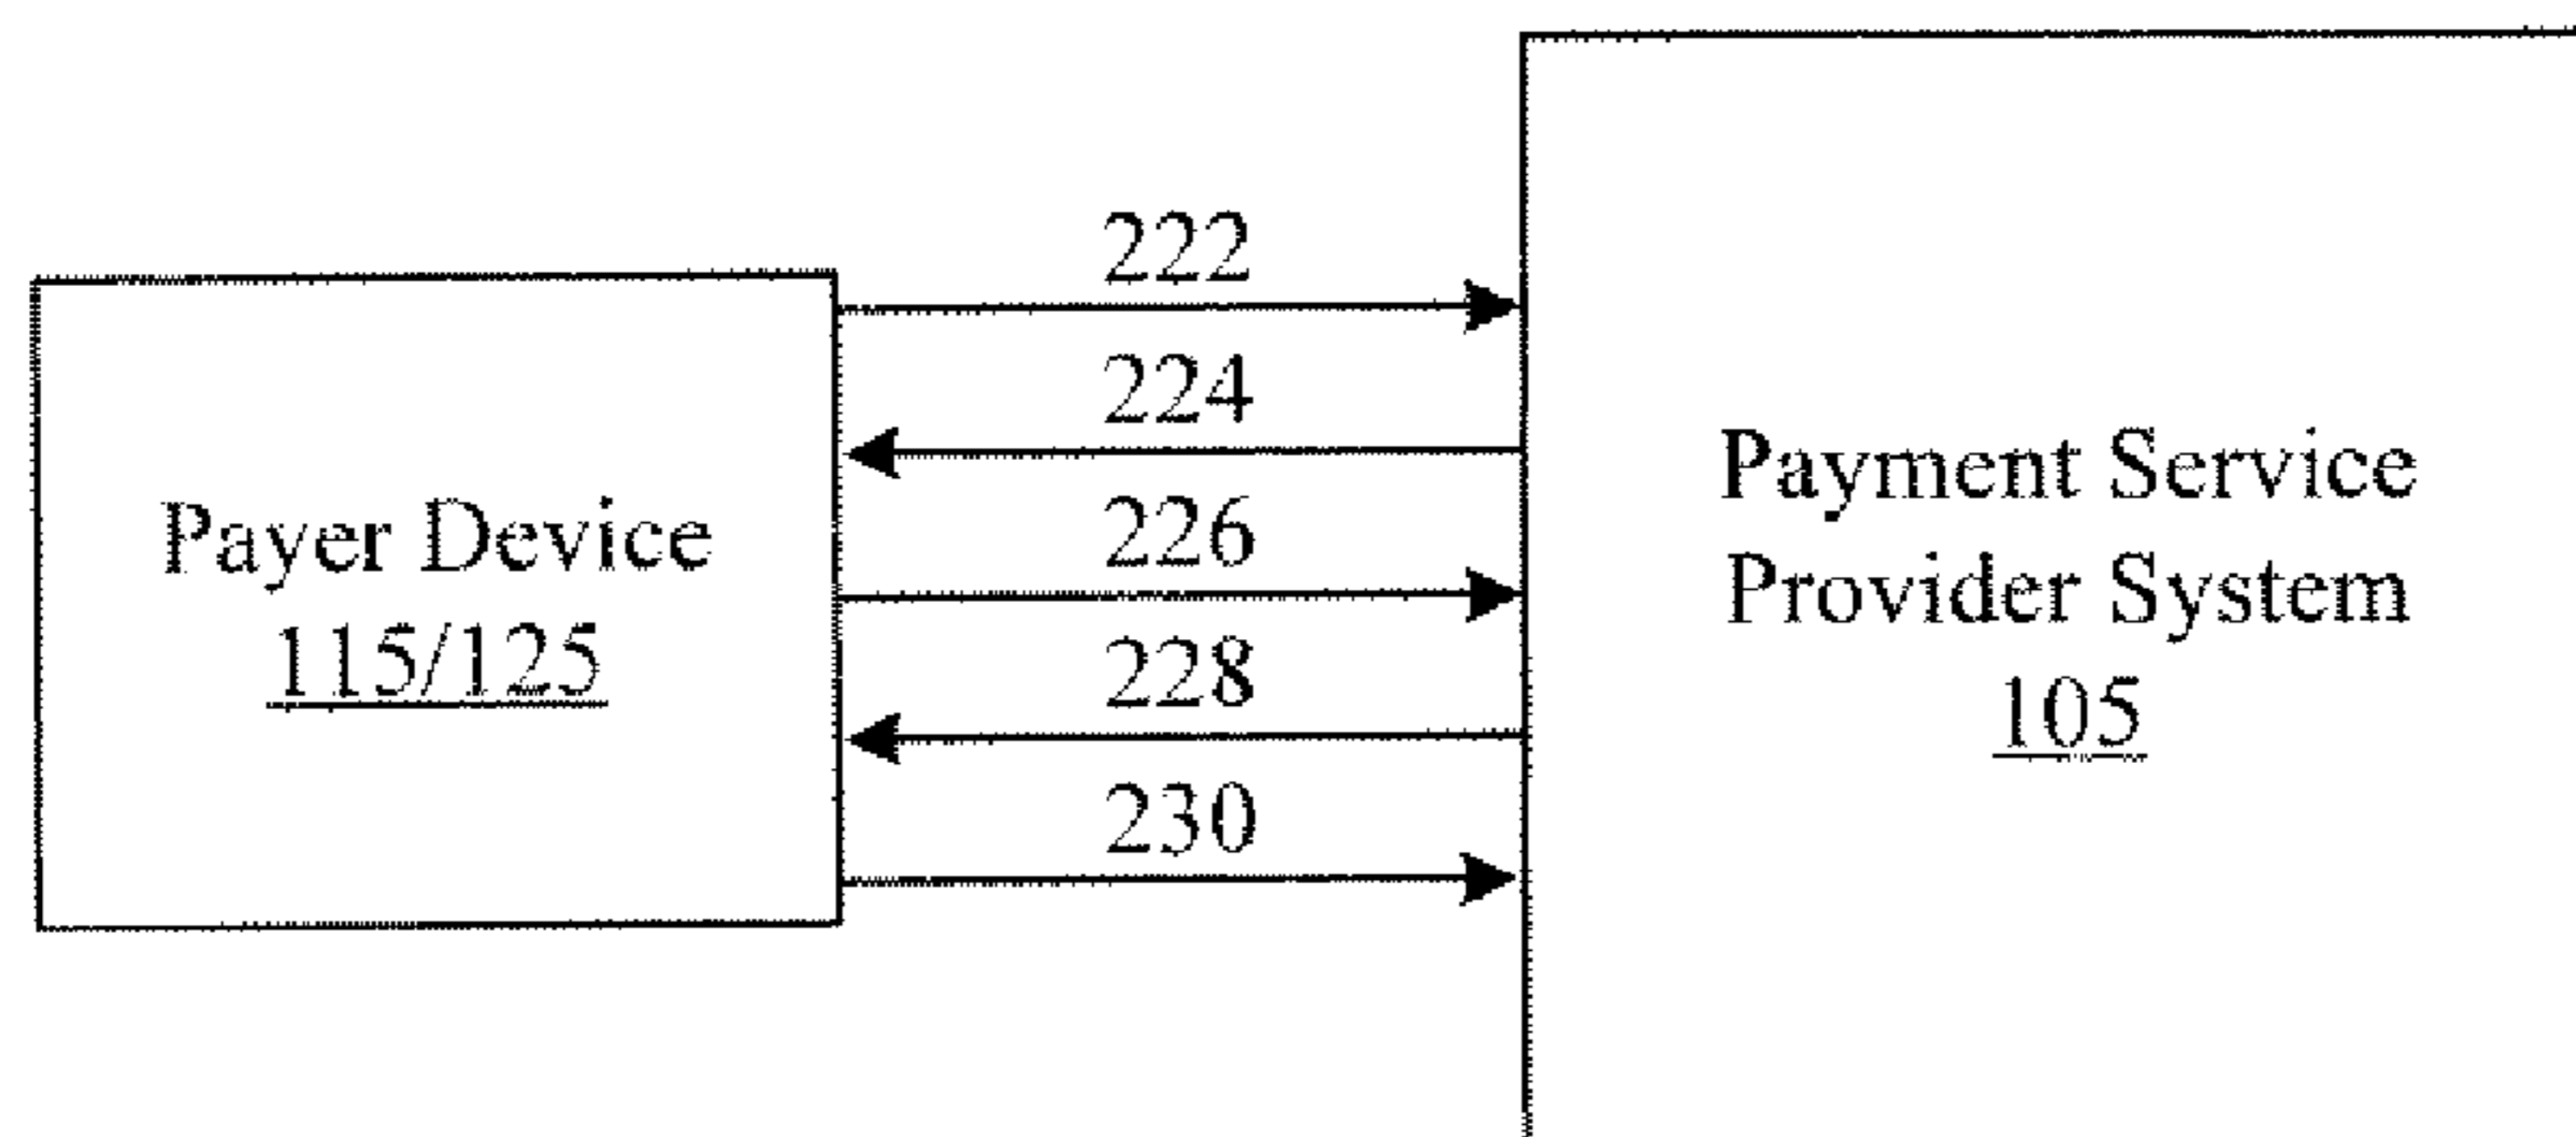 222
224
226
228
230
Payer Device
115/125
Payment Service
Provider System
105